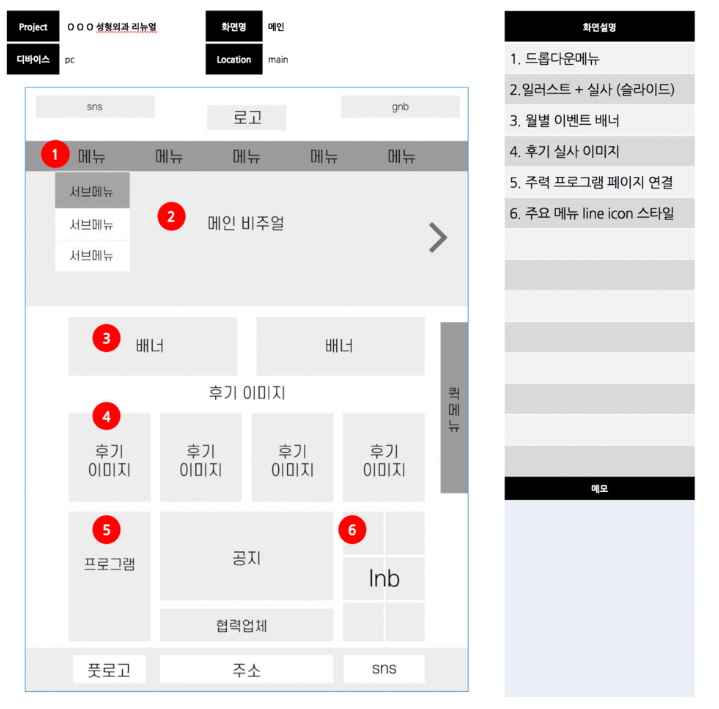 Project O O O 성형외과 리뉴얼 화면명 메인
디바이스 pc Location main
화면설명
1. 드롭다운메뉴
2.일러스트 + 실사 (슬라이드)
3. 월별 이벤트 배너
4. 후기 실사 이미지
5. 주력 프로그램 페이지 연결
6. 주요 메뉴 line icon 스타일
메모
sns 로고 gnb
1 메뉴 메뉴 메뉴 메뉴 메뉴
서브메뉴
서브메뉴
서브메뉴
2 메인 비주얼
3 배너 배너
후기 이미지
4
후기 후기 후기 후기
이미지 이미지 이미지 이미지
퀵
메
뉴
5 프로그램
공지
6
lnb
협력업체
풋로고 주소 sns